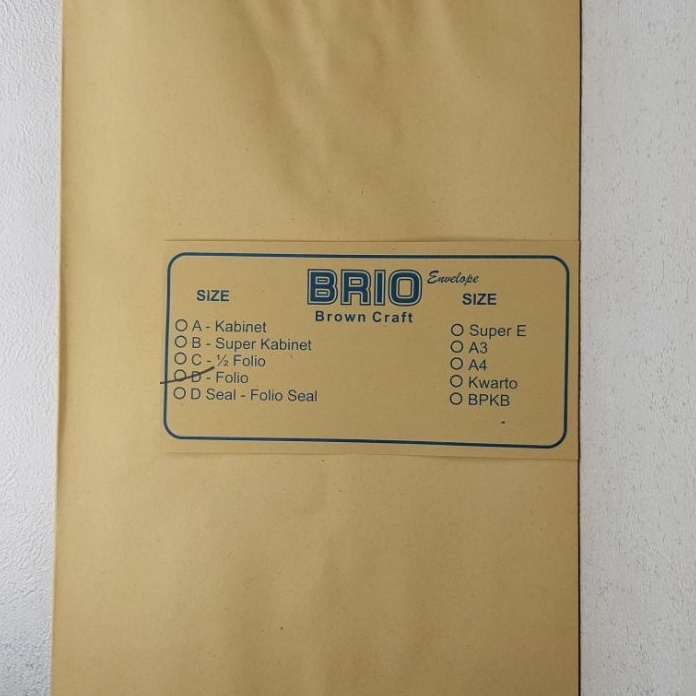 BRIO Envelope
Brown Craft
SIZE
A - Kabinet
B - Super Kabinet
C - ½ Folio
D - Folio
D Seal - Folio Seal
SIZE
Super E
A3
A4
Kwarto
BPKB